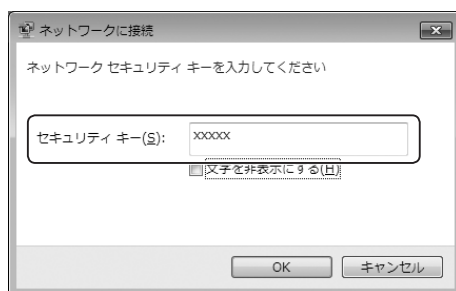 ネットワークに接続
ネットワーク セキュリティ キーを入力してください
セキュリティ キー(S): xxxxx
文字を非表示にする(H)
OK キャンセル